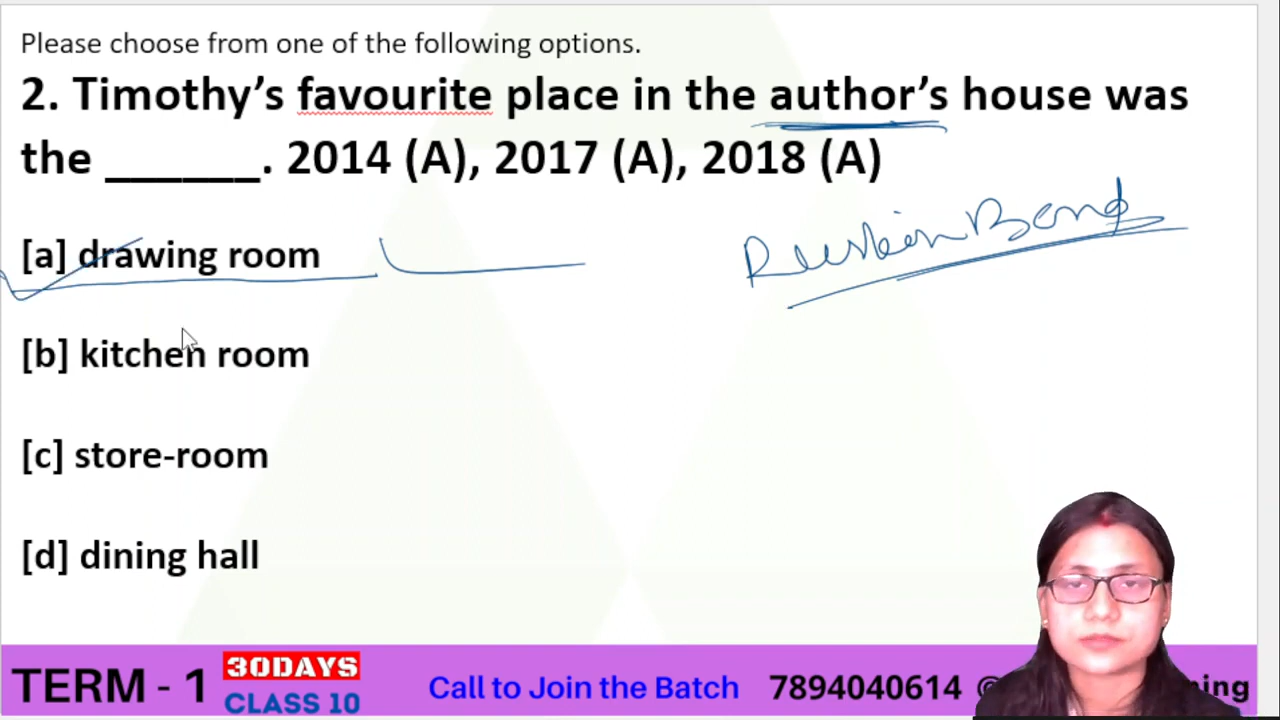 Please choose from one of the following options.
2. Timothy's favourite place in the author's house was
the ______. 2014 (A), 2017 (A), 2018 (A)
Ruskin Bond
[a] drawing room
[b] kitchen room
[c] store-room
[d] dining hall
TERM - 1
30DAYS
CLASS 10
Call to Join the Batch 7894040614 @
ning